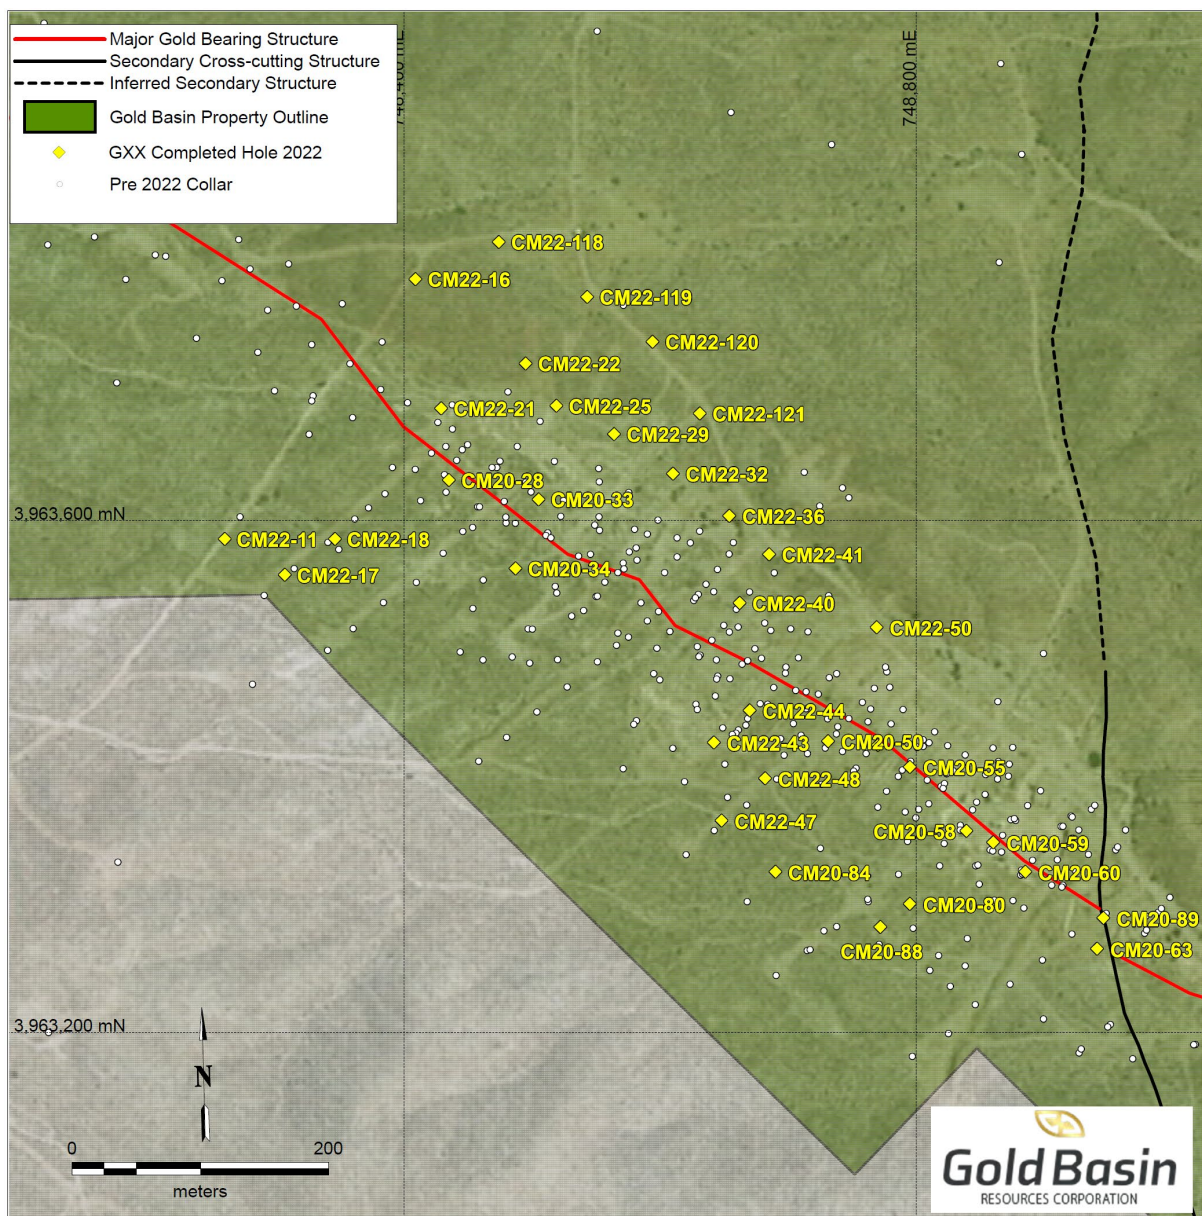 Major Gold Bearing Structure
Secondary Cross-cutting Structure
Inferred Secondary Structure
Gold Basin Property Outline
GXX Completed Hole 2022
Pre 2022 Collar
748,400 mE
748,800 mE
CM22-118
CM22-16
CM22-119
CM22-120
CM22-22
CM22-21
CM22-25
CM22-121
CM22-29
CM22-32
CM20-28
CM20-33
3,963,600 mN
CM22-36
CM22-11
CM22-18
CM22-41
CM22-17
CM20-34
CM22-40
CM22-50
CM22-44
CM22-43
CM20-50
CM20-55
CM22-48
CM22-47
CM20-58
CM20-59
CM20-84
CM20-60
CM20-80
CM20-89
CM20-88
CM20-63
3,963,200 mN
N
0 200
meters
Gold Basin
RESOURCES CORPORATION